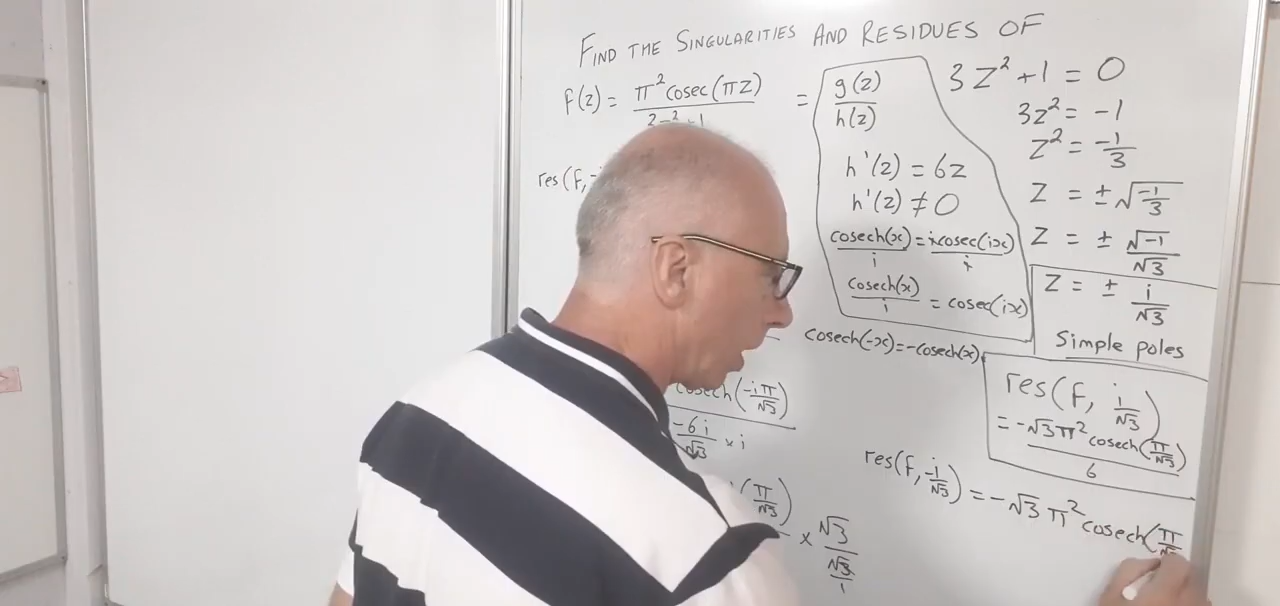 FIND THE SINGULARITIES AND RESIDUES OF
f(z) = π² cosec(πz)
= g(z)/h(z)
h'(z) = 6z
h'(z) ≠ 0
cosech(x)/i = i cosec(ix)/i
cosech(x)/i = cosec(ix)
cosech(-x) = -cosech(x)
3z² + 1 = 0
3z² = -1
z² = -1/3
z = ±√(-1/3)
z = ± √-1/√3
z = ± i/√3
Simple poles
res(f, i/√3)
= -√3π² cosech(π/√3)/6
res(f,
cosech(-iπ/√3)
-6i/√3 × i
(π/√3)
× √3/(√3/1)
res(f, -i/√3) = -√3 π² cosech(π/√3